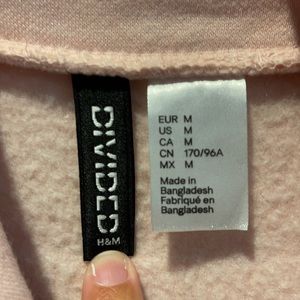 DIVIDED
H&M
EUR M
US M
CA M
CN 170/96A
MX M
Made in
Bangladesh
Fabriqué en
Bangladesh